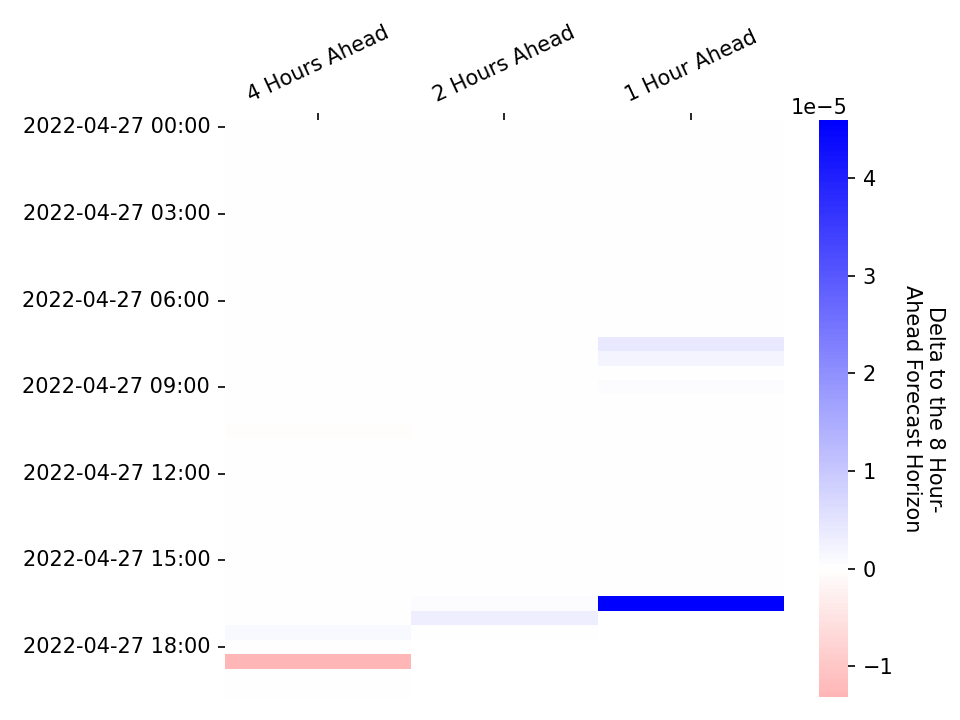 4 Hours Ahead
2 Hours Ahead
1 Hour Ahead
1e−5
2022-04-27 00:00
2022-04-27 03:00
2022-04-27 06:00
2022-04-27 09:00
2022-04-27 12:00
2022-04-27 15:00
2022-04-27 18:00
4
3
2
1
0
−1
Delta to the 8 Hour-
Ahead Forecast Horizon